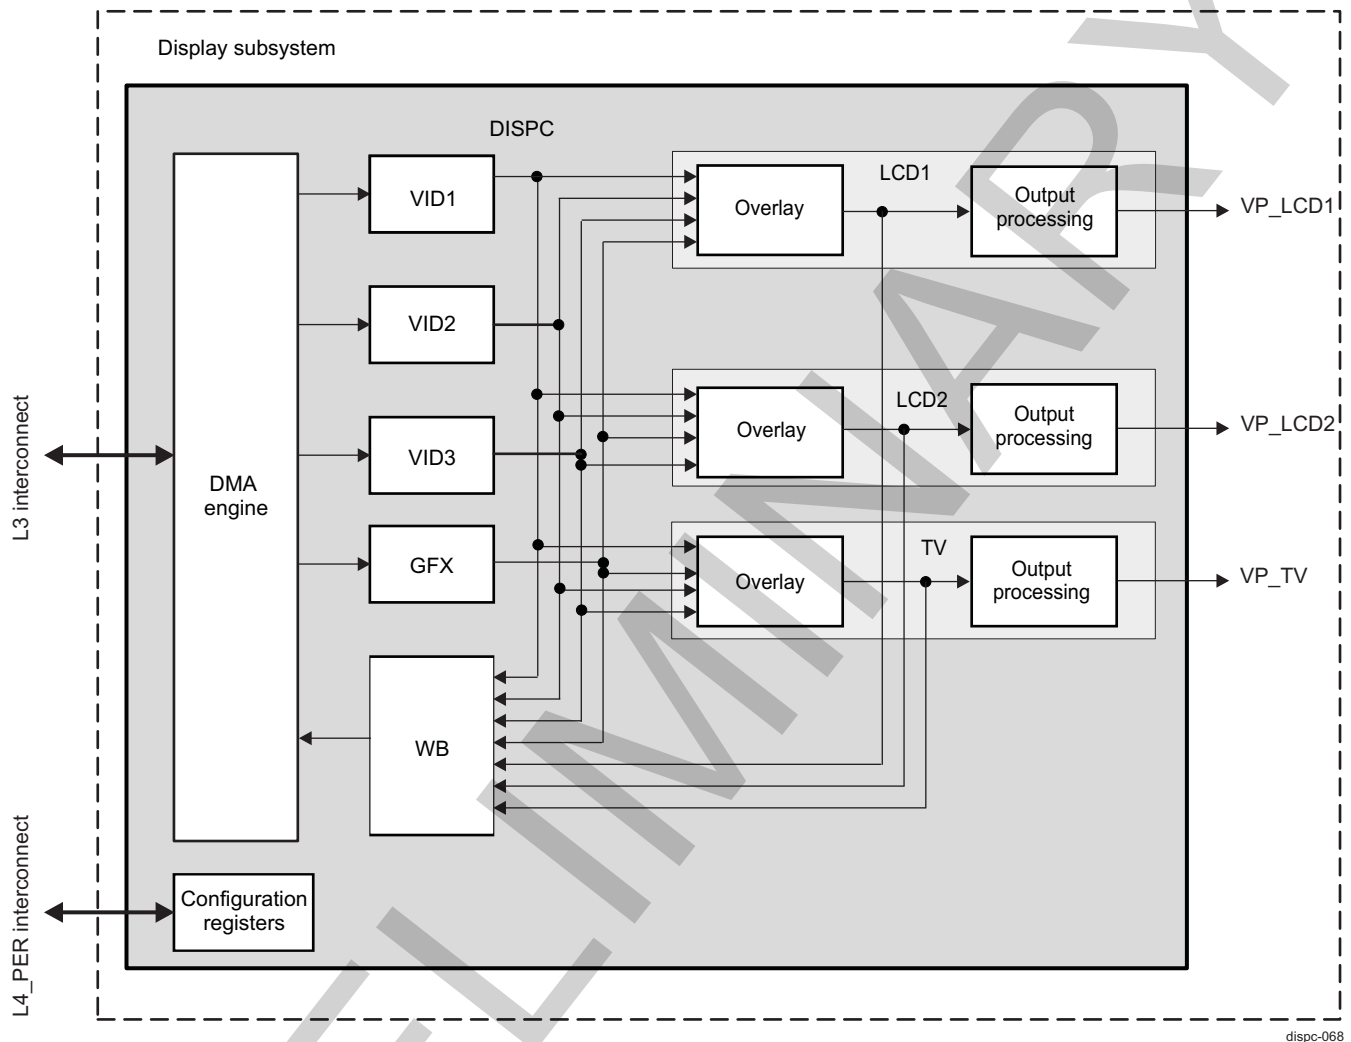 Display subsystem
DISPC
VID1
VID2
VID3
GFX
WB
DMA
engine
Configuration
registers
L3 interconnect
L4_PER interconnect
Overlay
LCD1
Output
processing
VP_LCD1
Overlay
LCD2
Output
processing
VP_LCD2
Overlay
TV
Output
processing
VP_TV
dispc-068
ELIMINARY